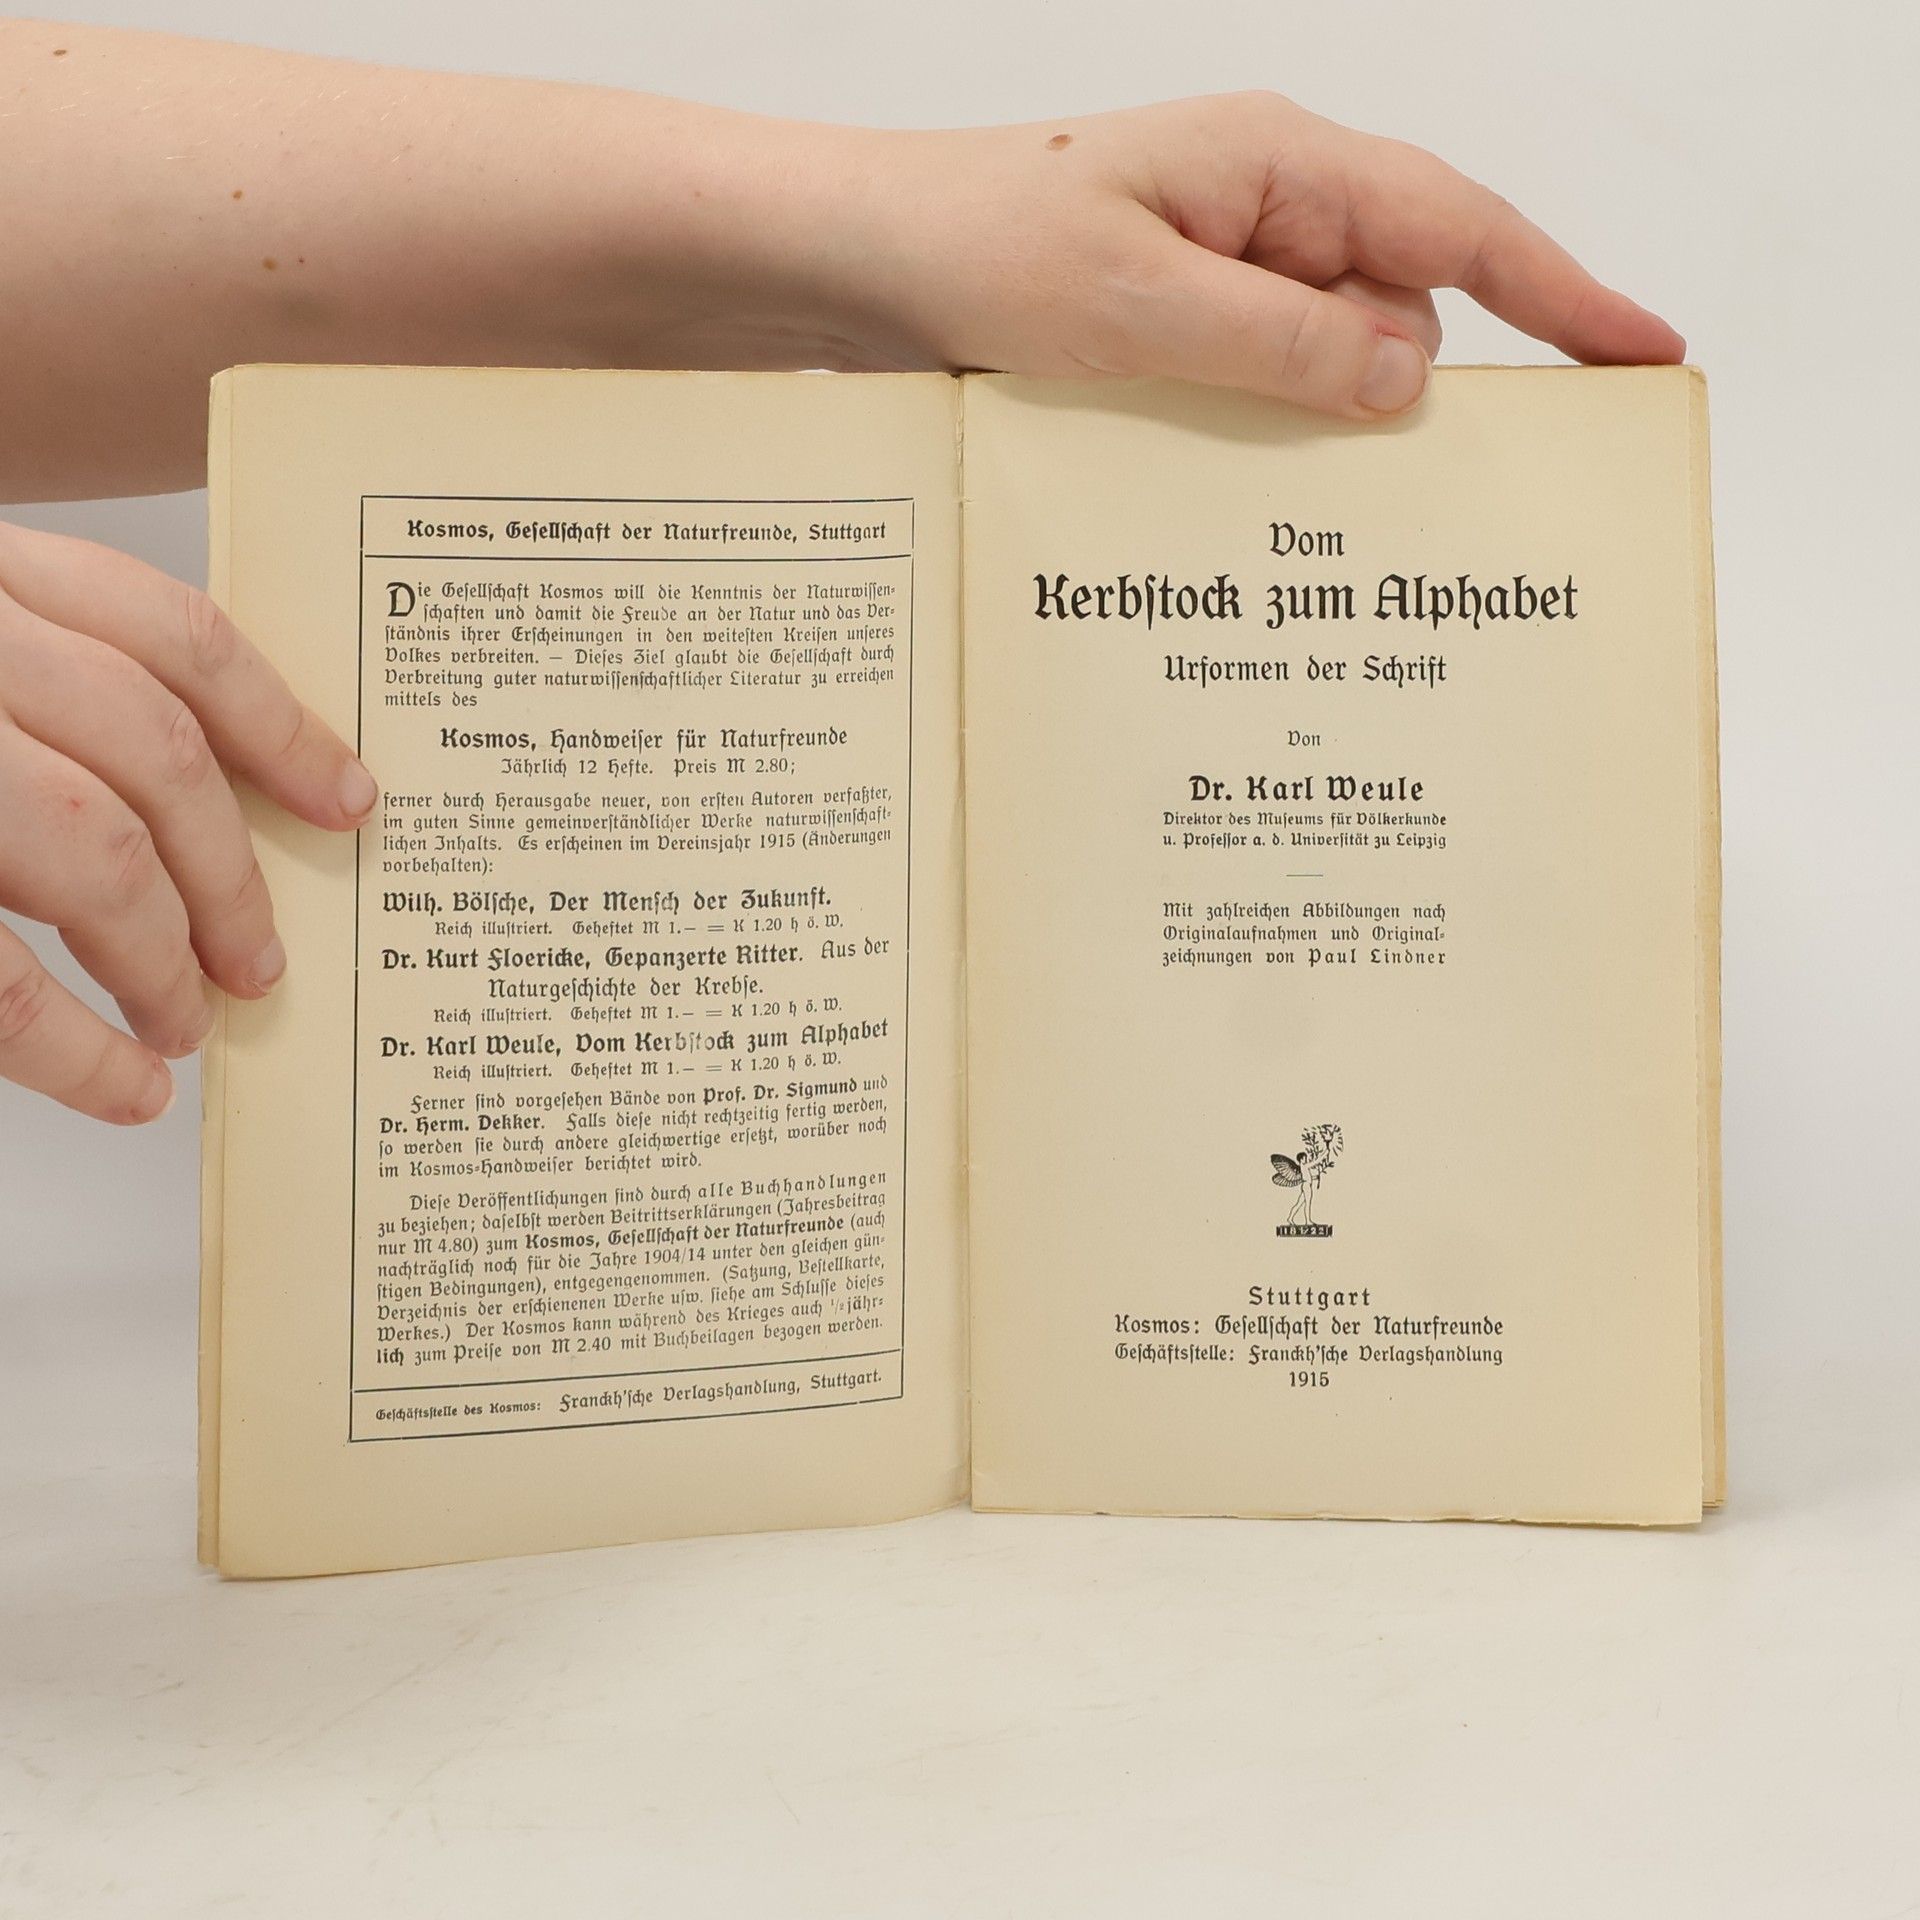 Kosmos, Geſellſchaft der Naturfreunde, Stuttgart
Die Geſellſchaft Kosmos will die Kenntnis der Naturwiſſen-
ſchaften und damit die Freude an der Natur und das Ver-
ſtändnis ihrer Erſcheinungen in den weiteſten Kreiſen unſeres
Volkes verbreiten. — Dieſes Ziel glaubt die Geſellſchaft durch
Verbreitung guter naturwiſſenſchaftlicher Literatur zu erreichen
mittels des
Kosmos, Handweiſer für Naturfreunde
Jährlich 12 Hefte. Preis M 2.80;
ferner durch Herausgabe neuer, von erſten Autoren verfaßter,
im guten Sinne gemeinverſtändlicher Werke naturwiſſenſchaft-
lichen Inhalts. Es erſcheinen im Vereinsjahr 1915 (Änderungen
vorbehalten):
Wilh. Bölſche, Der Menſch der Zukunft.
Reich illuſtriert. Geheftet M 1.— = K 1.20 h ö. W.
Dr. Kurt Floericke, Gepanzerte Ritter. Aus der
Naturgeſchichte der Krebſe.
Reich illuſtriert. Geheftet M 1.— = K 1.20 h ö. W.
Dr. Karl Weule, Vom Kerbſtock zum Alphabet
Reich illuſtriert. Geheftet M 1.— = K 1.20 h ö. W.
Ferner ſind vorgeſehen Bände von Prof. Dr. Sigmund und
Dr. Herm. Dekker. Falls dieſe nicht rechtzeitig fertig werden,
ſo werden ſie durch andere gleichwertige erſetzt, worüber noch
im Kosmos-Handweiſer berichtet wird.
Dieſe Veröffentlichungen ſind durch alle Buchhandlungen
zu beziehen; daſelbſt werden Beitrittserklärungen (Jahresbeitrag
nur M 4.80) zum Kosmos, Geſellſchaft der Naturfreunde (auch
nachträglich noch für die Jahre 1904/14 unter den gleichen gün-
ſtigen Bedingungen), entgegengenommen. (Satzung, Beſtellkarte,
Verzeichnis der erſchienenen Werke uſw. ſiehe am Schluſſe dieſes
Werkes.) Der Kosmos kann während des Krieges auch ½jähr-
lich zum Preiſe von M 2.40 mit Buchbeilagen bezogen werden.
Geſchäftsſtelle des Kosmos: Franckh'ſche Verlagshandlung, Stuttgart.
Vom
Kerbſtock zum Alphabet
Urformen der Schrift
Von
Dr. Karl Weule
Direktor des Muſeums für Völkerkunde
u. Profeſſor a. d. Univerſität zu Leipzig
Mit zahlreichen Abbildungen nach
Originalaufnahmen und Original-
zeichnungen von Paul Lindner
1822
Stuttgart
Kosmos: Geſellſchaft der Naturfreunde
Geſchäftsſtelle: Franckh'ſche Verlagshandlung
1915